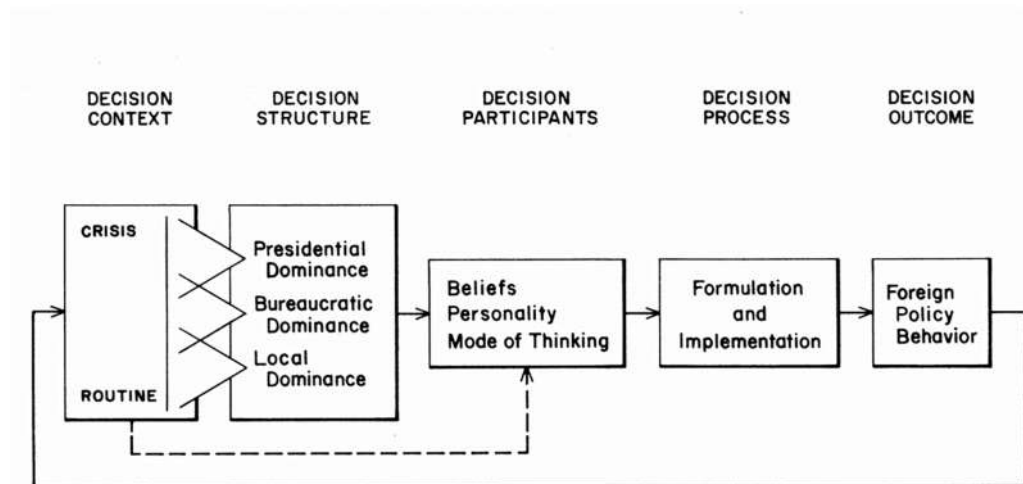 DECISION
CONTEXT
DECISION
STRUCTURE
DECISION
PARTICIPANTS
DECISION
PROCESS
DECISION
OUTCOME
CRISIS
ROUTINE
Presidential
Dominance
Bureaucratic
Dominance
Local
Dominance
Beliefs
Personality
Mode of Thinking
Formulation
and
Implementation
Foreign
Policy
Behavior